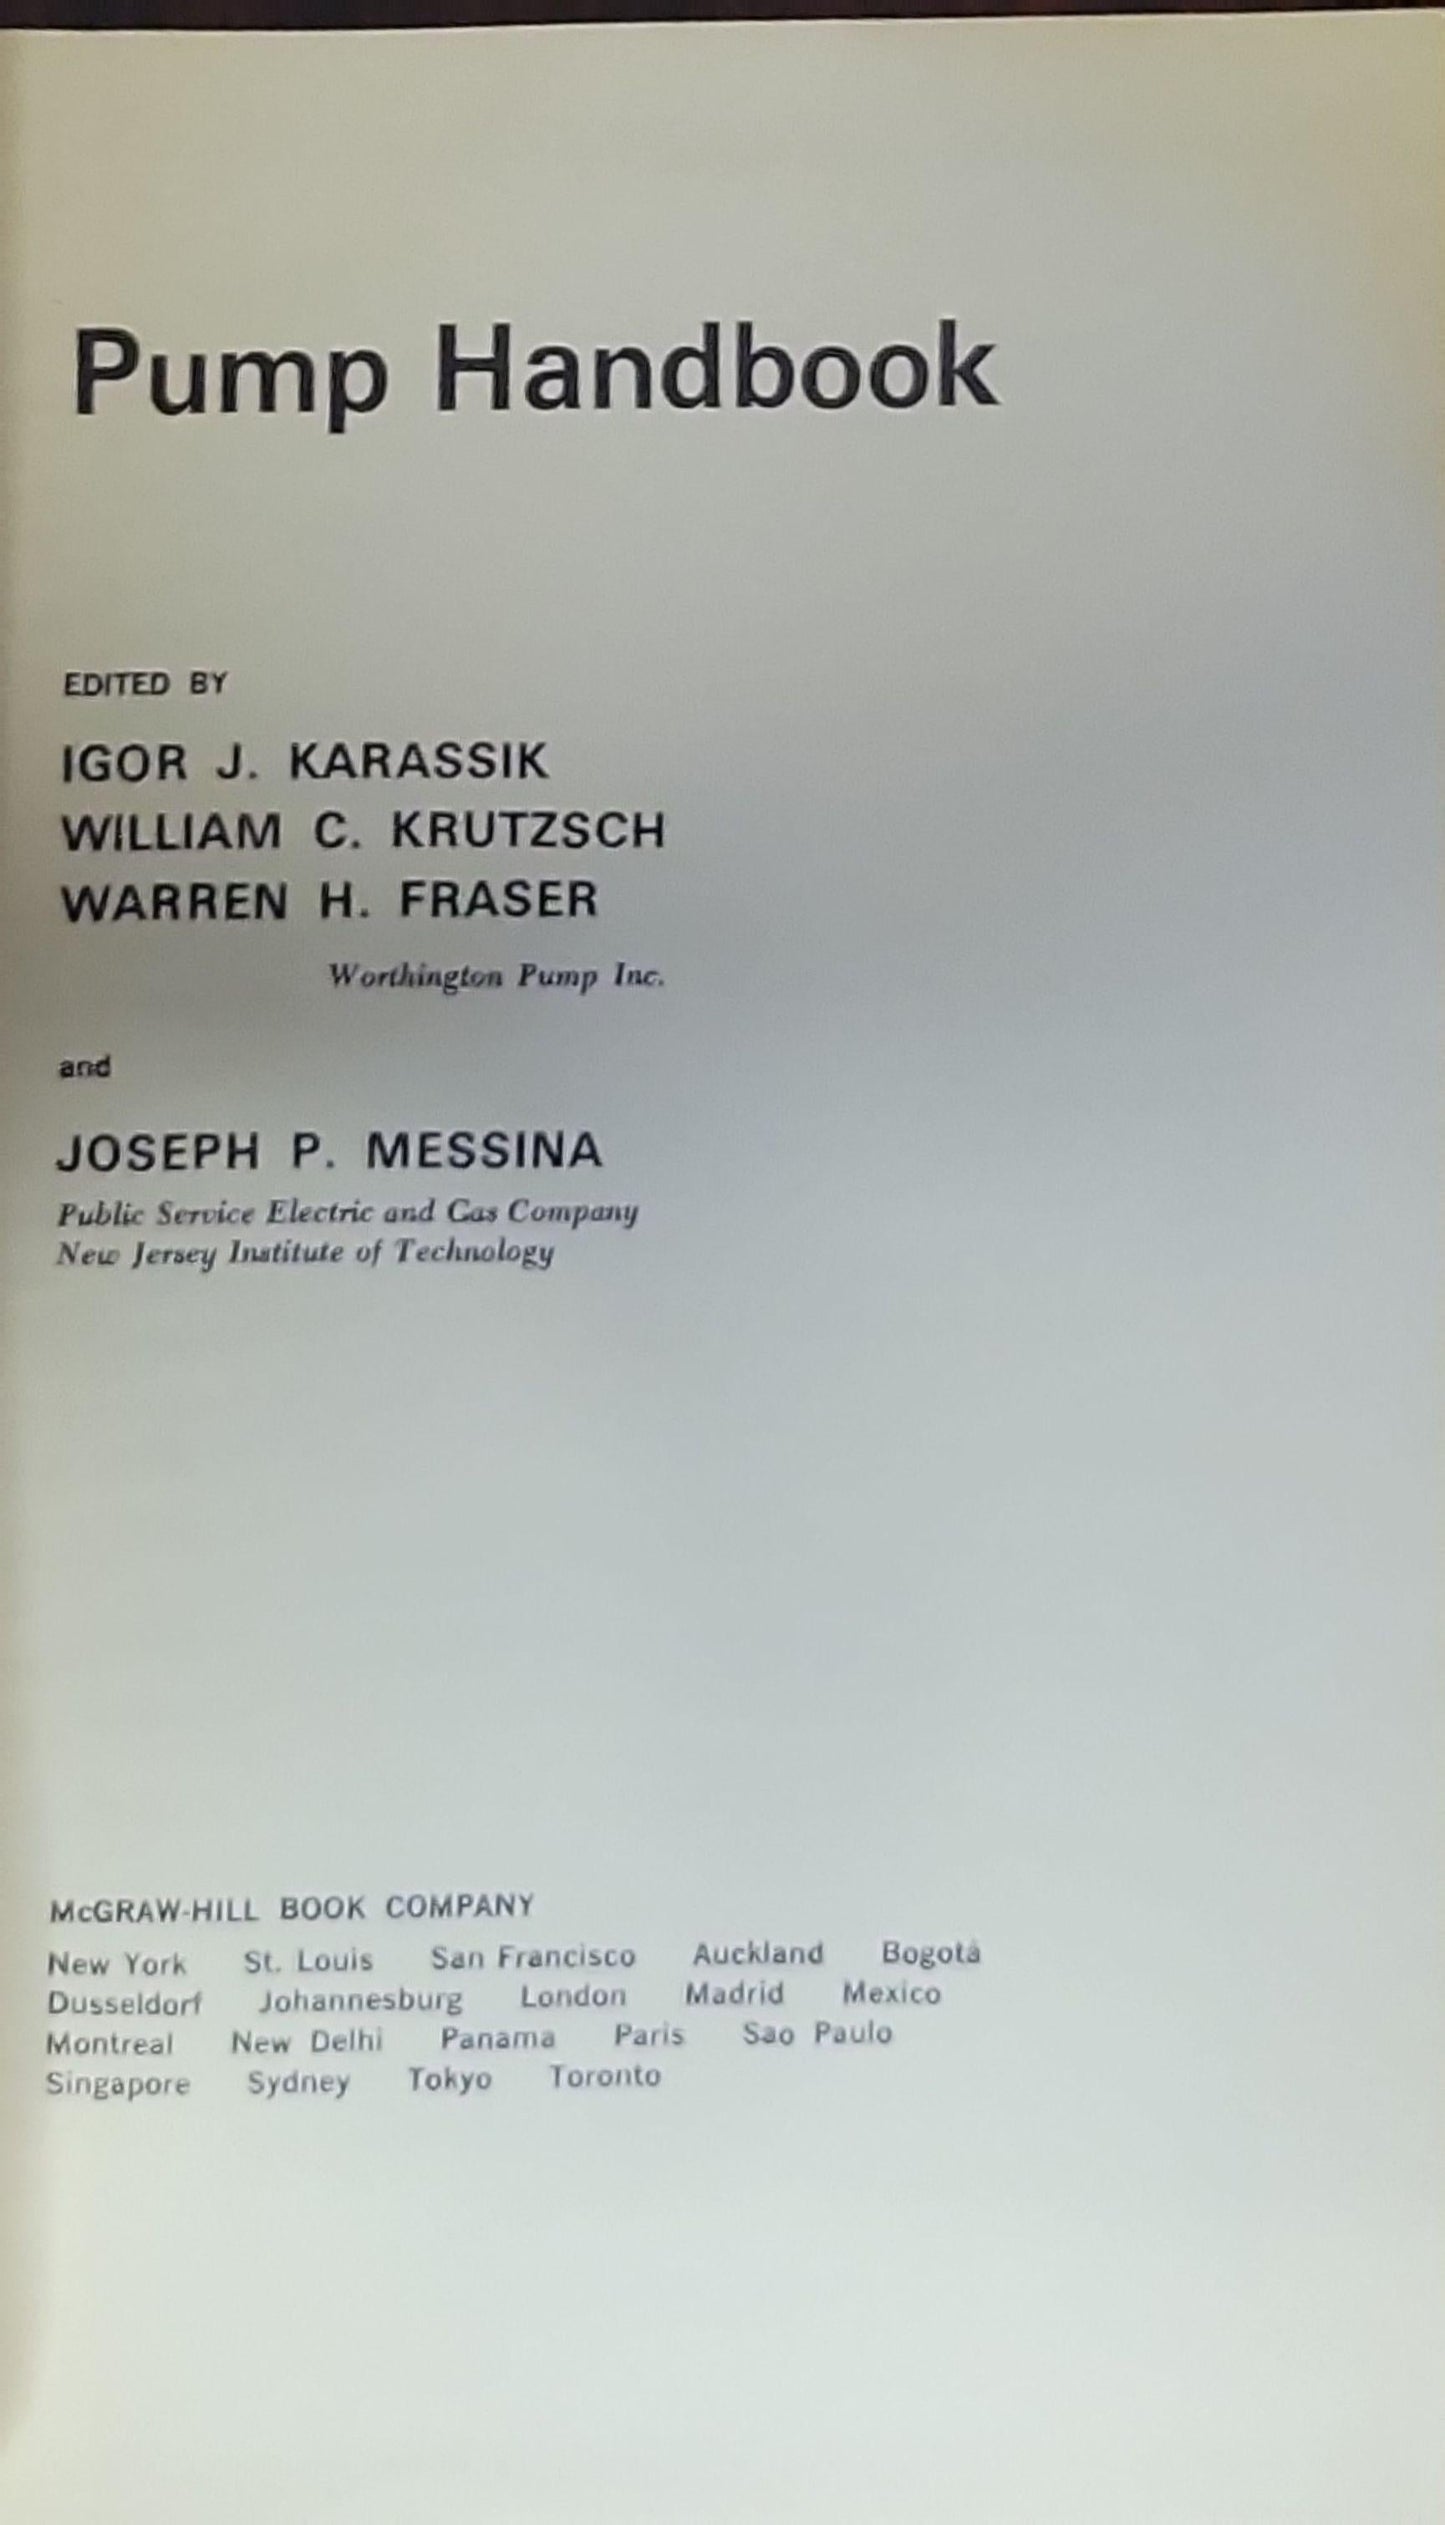 Pump Handbook
EDITED BY
IGOR J. KARASSIK
WILLIAM C. KRUTZSCH
WARREN H. FRASER
Worthington Pump Inc.
and
JOSEPH P. MESSINA
Public Service Electric and Gas Company
New Jersey Institute of Technology
McGRAW-HILL BOOK COMPANY
New York St. Louis San Francisco Auckland Bogotá
Dusseldorf Johannesburg London Madrid Mexico
Montreal New Delhi Panama Paris Sao Paulo
Singapore Sydney Tokyo Toronto